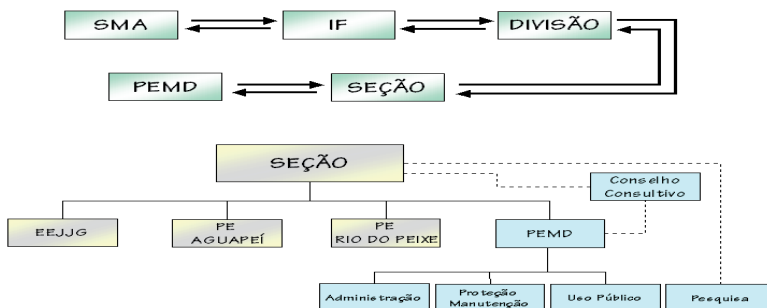 SMA
IF
DIVISÃO
PEMD
SEÇÃO
SEÇÃO
Conselho
Consultivo
EEJJG
PE
AGUAPEÍ
PE
RIO DO PEIXE
PEMD
Administração
Proteção
Manutenção
Uso Público
Pesquisa